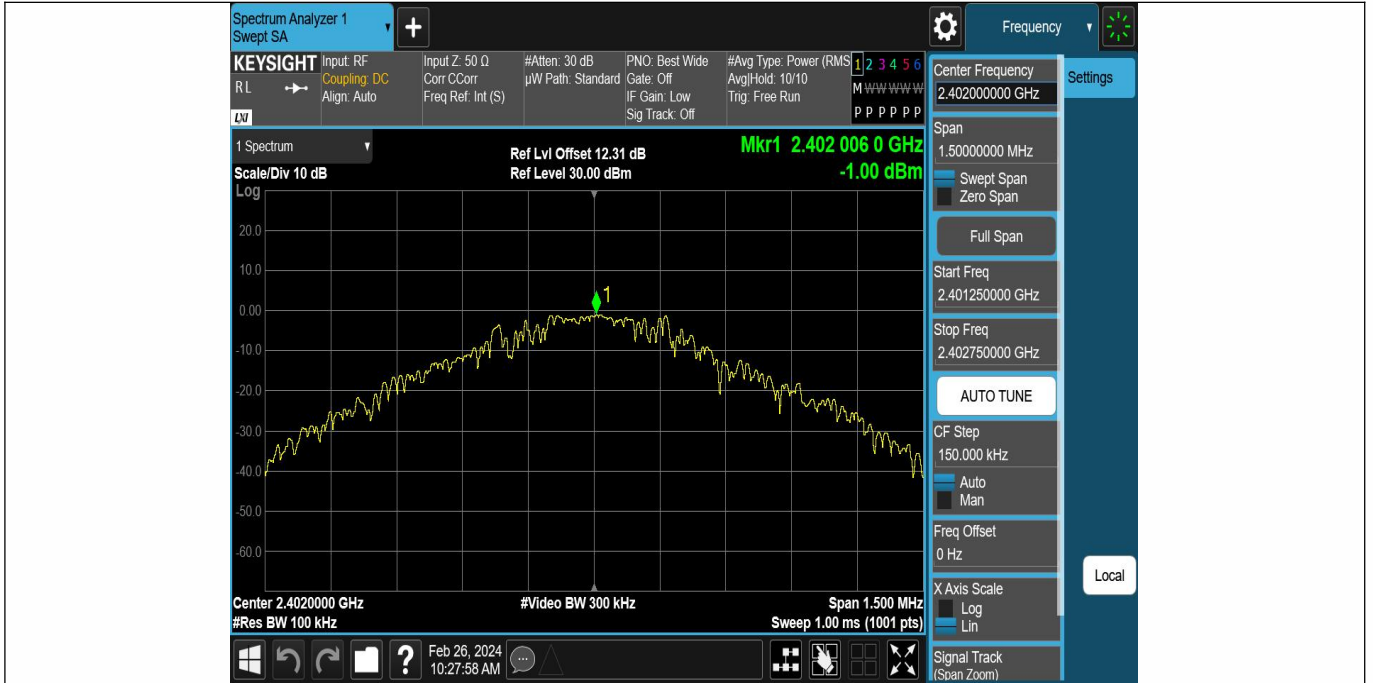 Spectrum Analyzer 1
Swept SA
+
Frequency
KEYSIGHT
RL
LXI
Input: RF
Coupling: DC
Align: Auto
Input Z: 50 Ω
Corr CCorr
Freq Ref: Int (S)
#Atten: 30 dB
µW Path: Standard
PNO: Best Wide
Gate: Off
IF Gain: Low
Sig Track: Off
#Avg Type: Power (RMS
Avg|Hold: 10/10
Trig: Free Run
1 2 3 4 5 6
M W W W W W
P P P P P P
1 Spectrum
Scale/Div 10 dB
Ref Lvl Offset 12.31 dB
Ref Level 30.00 dBm
Mkr1 2.402 006 0 GHz
-1.00 dBm
Log
20.0
10.0
0.00
-10.0
-20.0
-30.0
-40.0
-50.0
-60.0
1
Center 2.4020000 GHz
#Res BW 100 kHz
#Video BW 300 kHz
Span 1.500 MHz
Sweep 1.00 ms (1001 pts)
Center Frequency
2.402000000 GHz
Settings
Span
1.50000000 MHz
Swept Span
Zero Span
Full Span
Start Freq
2.401250000 GHz
Stop Freq
2.402750000 GHz
AUTO TUNE
CF Step
150.000 kHz
Auto
Man
Freq Offset
0 Hz
X Axis Scale
Log
Lin
Local
Signal Track
(Span Zoom)
?
Feb 26, 2024
10:27:58 AM